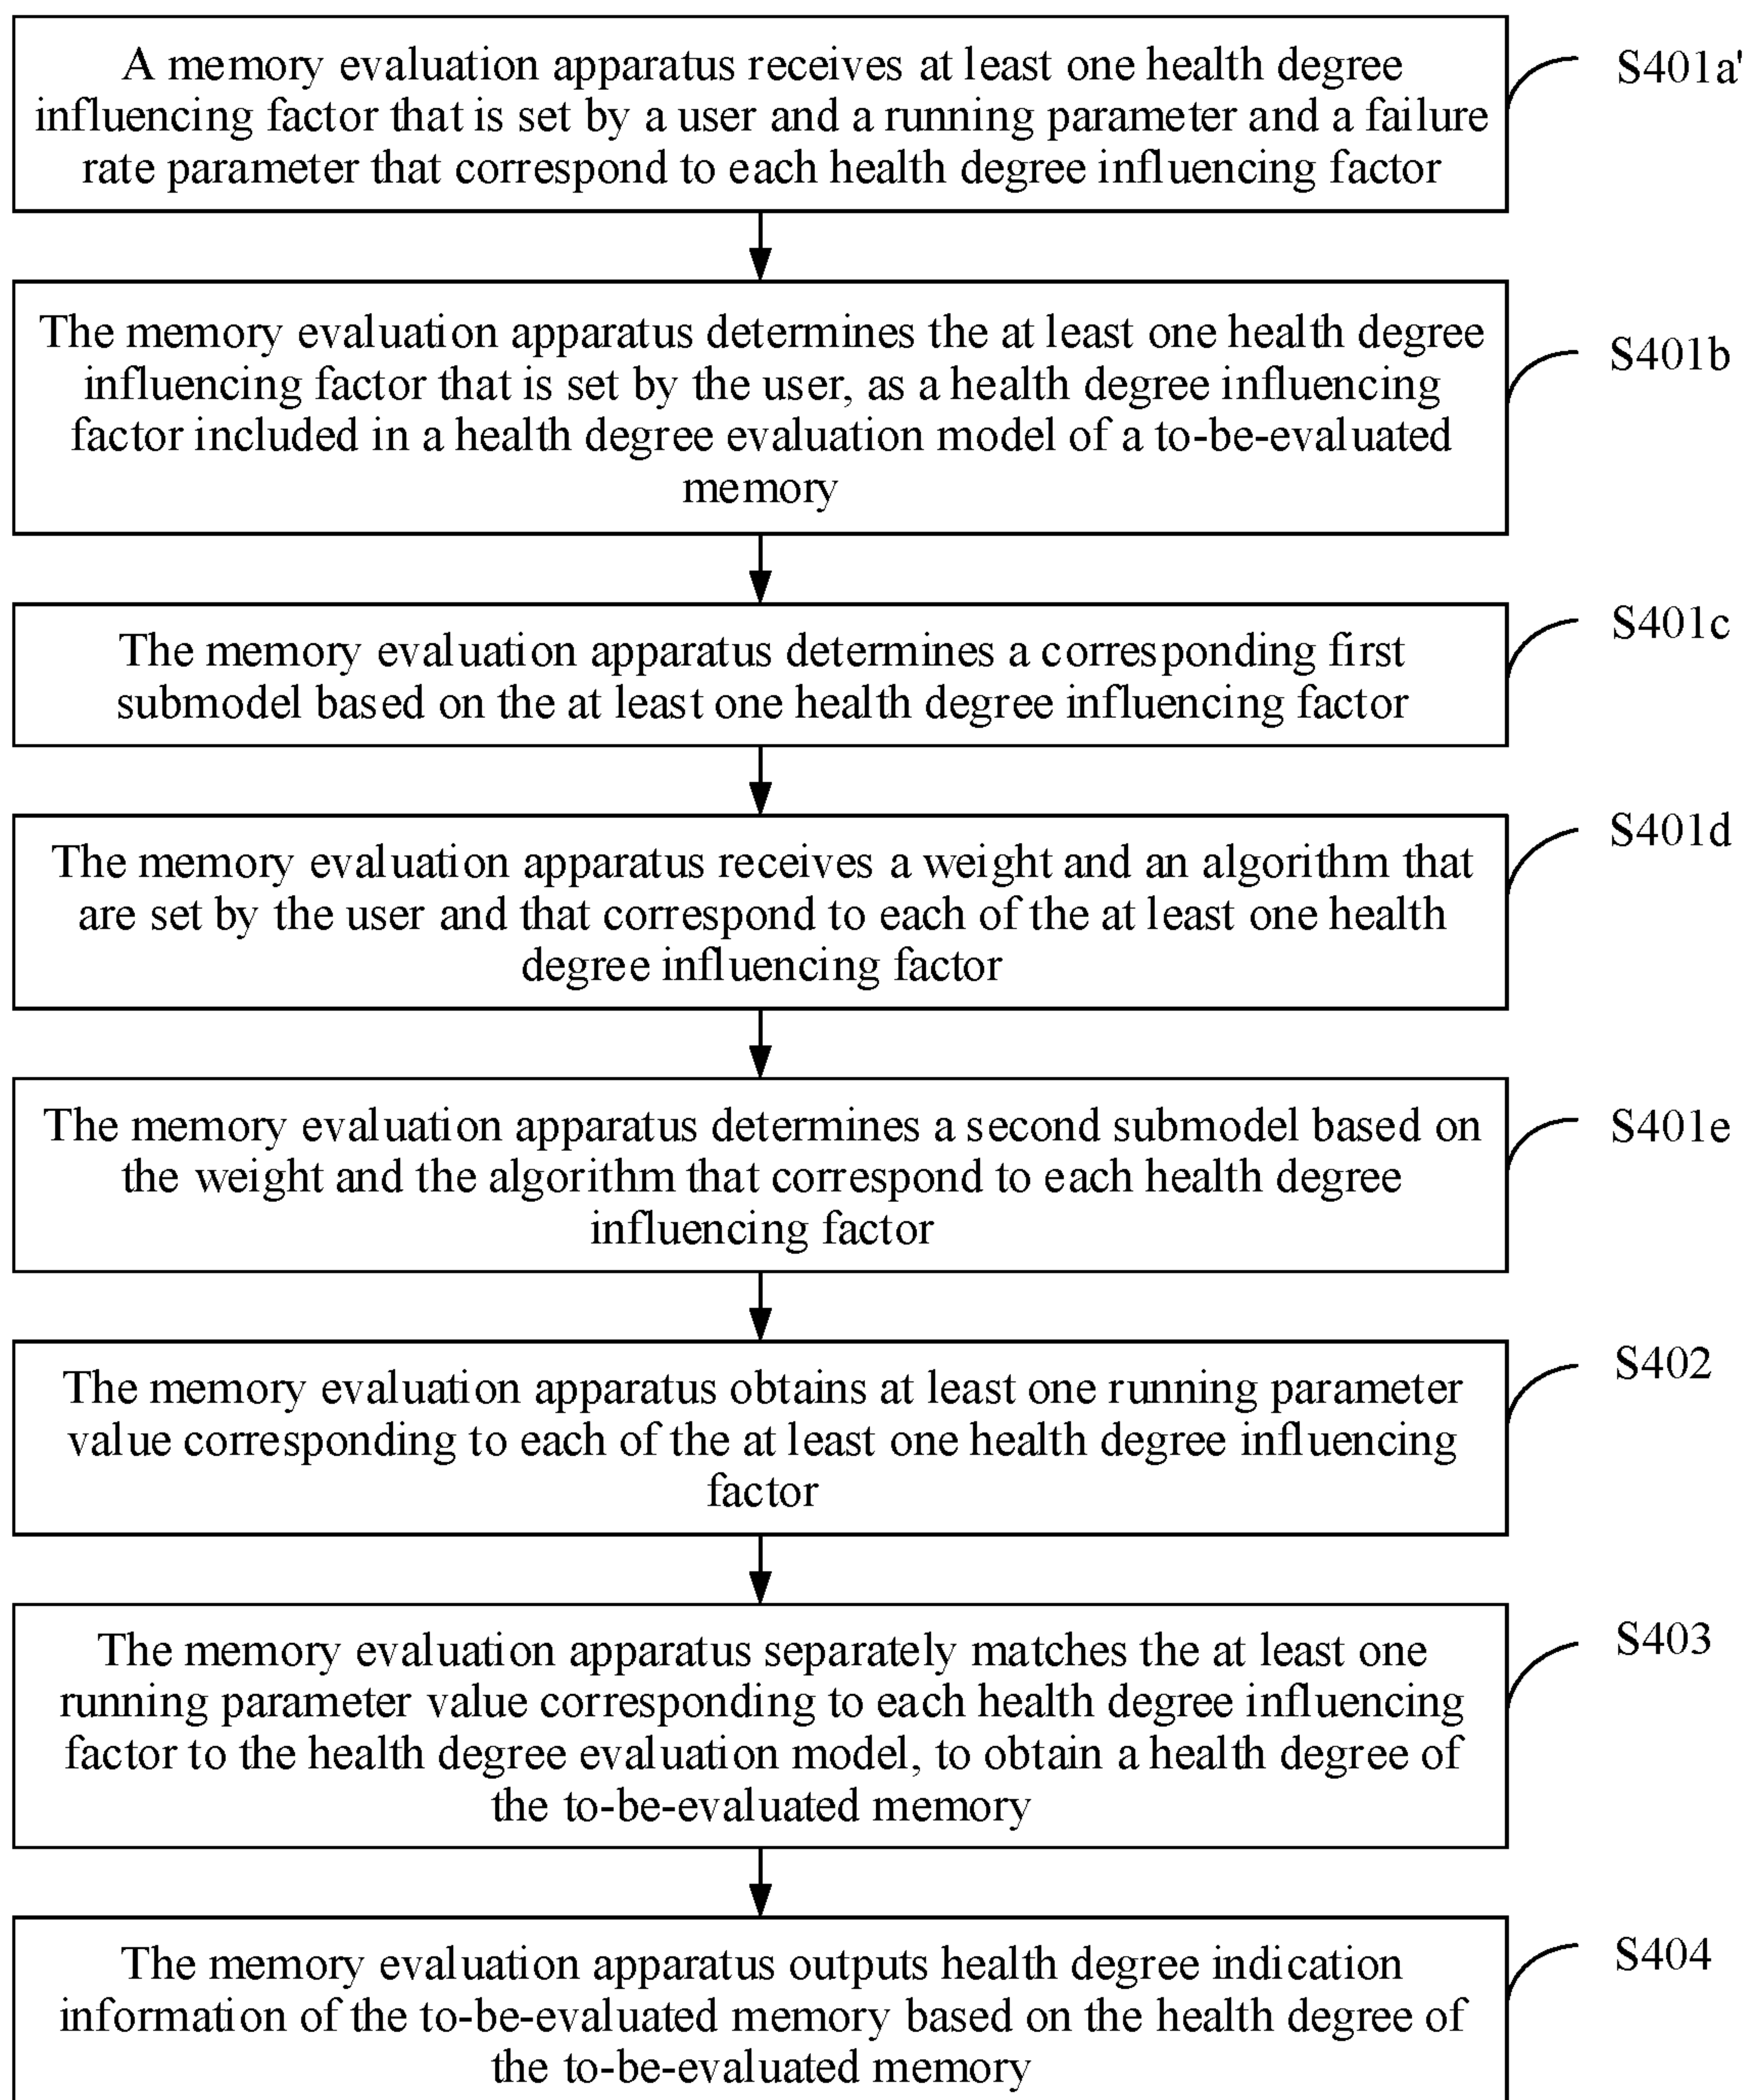 A memory evaluation apparatus receives at least one health degree
influencing factor that is set by a user and a running parameter and a failure
rate parameter that correspond to each health degree influencing factor
S401a'
The memory evaluation apparatus determines the at least one health degree
influencing factor that is set by the user, as a health degree influencing
factor included in a health degree evaluation model of a to-be-evaluated
memory
S401b
The memory evaluation apparatus determines a corresponding first
submodel based on the at least one health degree influencing factor
S401c
The memory evaluation apparatus receives a weight and an algorithm that
are set by the user and that correspond to each of the at least one health
degree influencing factor
S401d
The memory evaluation apparatus determines a second submodel based on
the weight and the algorithm that correspond to each health degree
influencing factor
S401e
The memory evaluation apparatus obtains at least one running parameter
value corresponding to each of the at least one health degree influencing
factor
S402
The memory evaluation apparatus separately matches the at least one
running parameter value corresponding to each health degree influencing
factor to the health degree evaluation model, to obtain a health degree of
the to-be-evaluated memory
S403
The memory evaluation apparatus outputs health degree indication
information of the to-be-evaluated memory based on the health degree of
the to-be-evaluated memory
S404